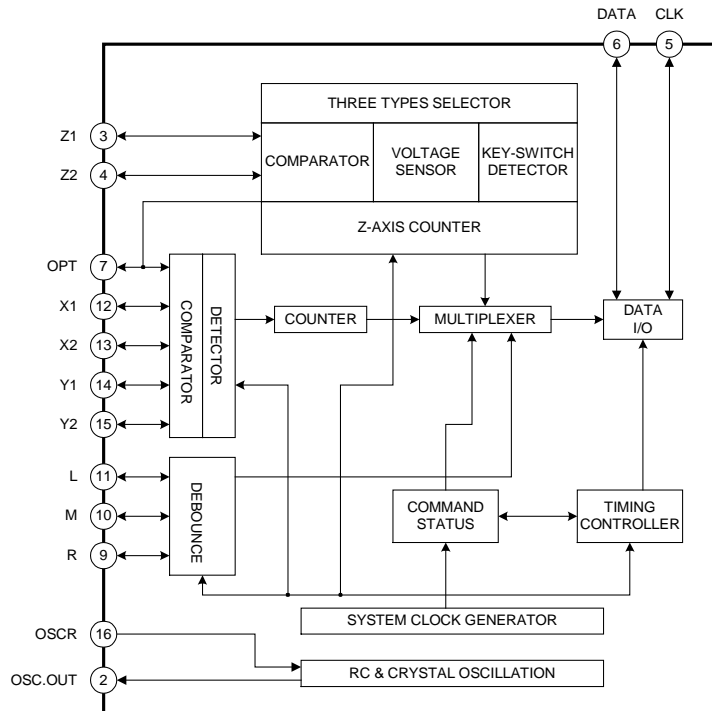 DATA CLK
6 5
THREE TYPES SELECTOR
Z1 3
COMPARATOR
VOLTAGE
SENSOR
KEY-SWITCH
DETECTOR
Z2 4
Z-AXIS COUNTER
OPT 7
X1 12
X2 13
Y1 14
Y2 15
COMPARATOR
DETECTOR
COUNTER
MULTIPLEXER
DATA
I/O
L 11
M 10
R 9
DEBOUNCE
COMMAND
STATUS
TIMING
CONTROLLER
SYSTEM CLOCK GENERATOR
OSCR 16
OSC.OUT 2
RC & CRYSTAL OSCILLATION